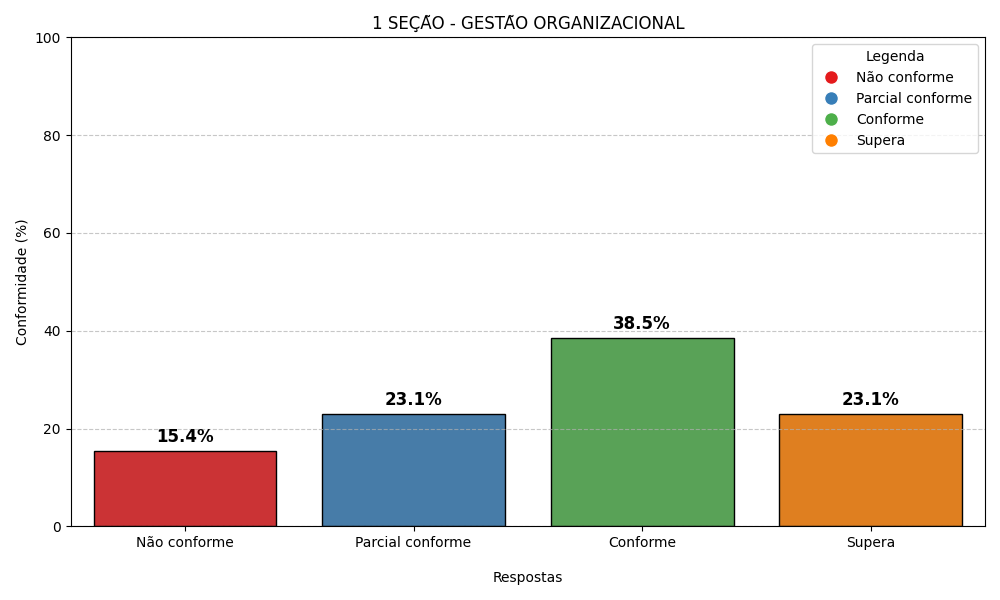 1 SEÇÃO - GESTÃO ORGANIZACIONAL
100
80
60
40
20
0
Conformidade (%)
Legenda
Não conforme
Parcial conforme
Conforme
Supera
15.4%
23.1%
38.5%
23.1%
Não conforme
Parcial conforme
Conforme
Supera
Respostas